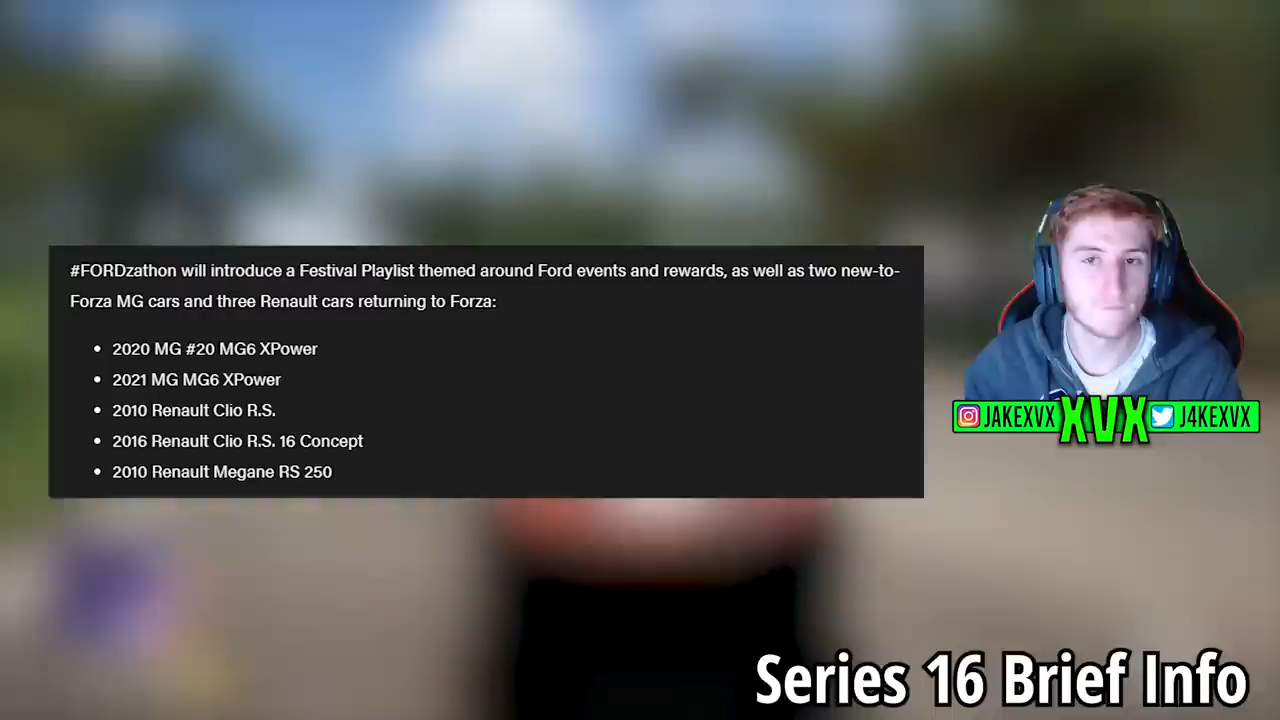 #FORDzathon will introduce a Festival Playlist themed around Ford events and rewards, as well as two new-to-
Forza MG cars and three Renault cars returning to Forza:
• 2020 MG #20 MG6 XPower
• 2021 MG MG6 XPower
• 2010 Renault Clio R.S.
• 2016 Renault Clio R.S. 16 Concept
• 2010 Renault Megane RS 250
JAKEXVX XVX J4KEXVX
Series 16 Brief Info